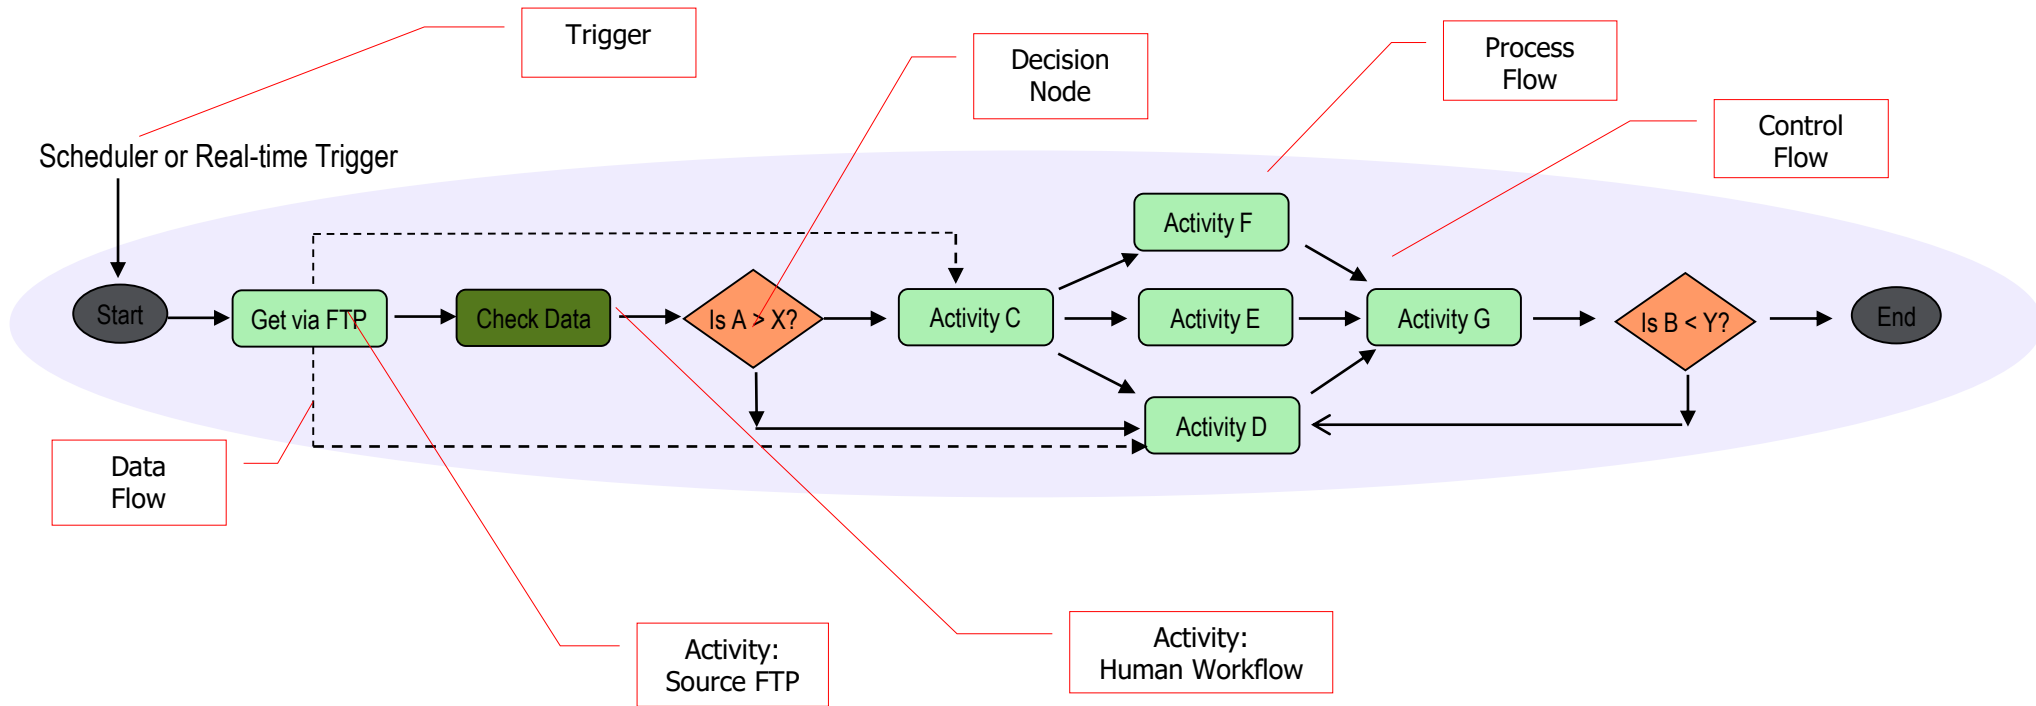 Trigger
Decision
Node
Process
Flow
Control
Flow
Scheduler or Real-time Trigger
Activity F
Start
Get via FTP
Check Data
Is A > X?
Activity C
Activity E
Activity G
Is B < Y?
End
Activity D
Data
Flow
Activity:
Source FTP
Activity:
Human Workflow